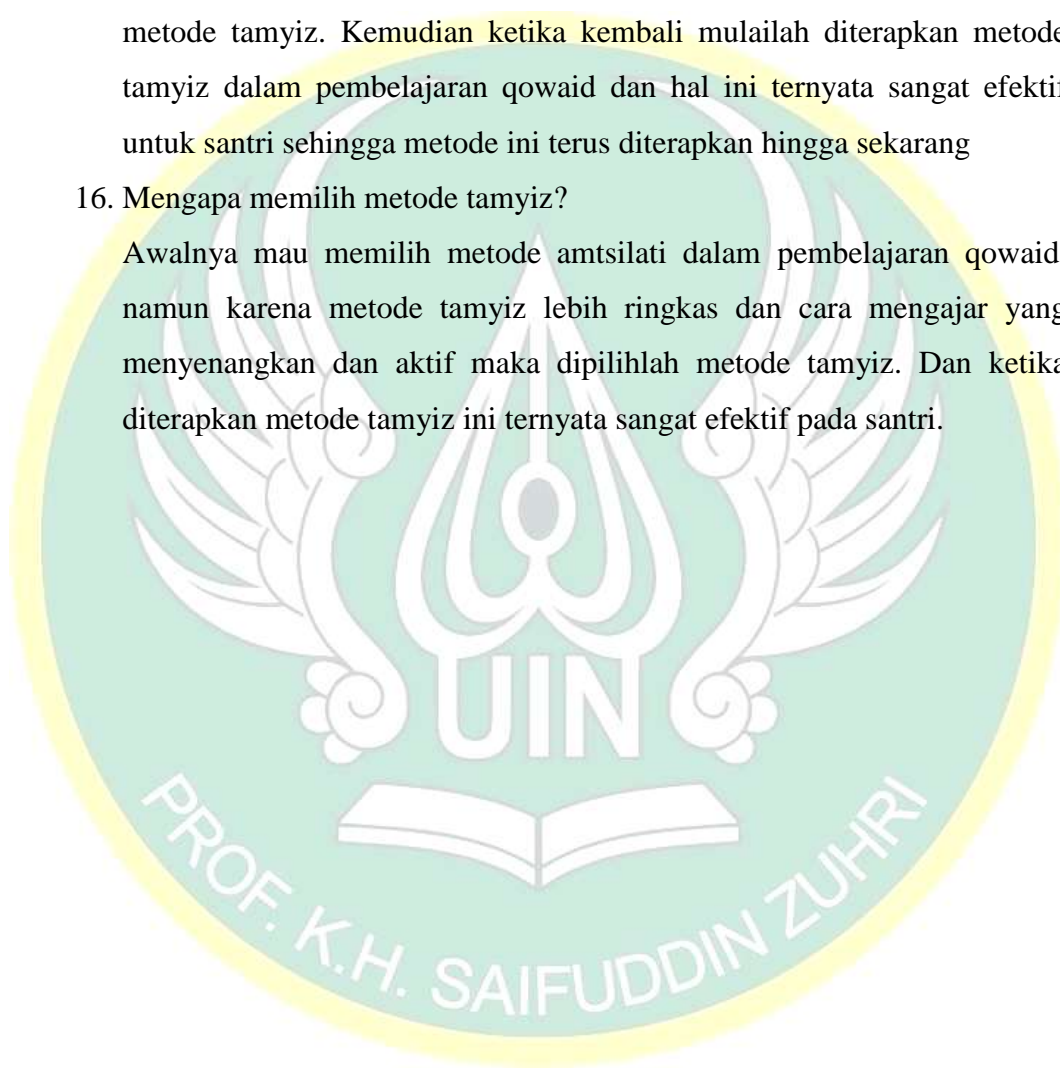 metode tamyiz. Kemudian ketika kembali mulailah diterapkan metode
tamyiz dalam pembelajaran qowaid dan hal ini ternyata sangat efektif
untuk santri sehingga metode ini terus diterapkan hingga sekarang
16. Mengapa memilih metode tamyiz?
Awalnya mau memilih metode amtsilati dalam pembelajaran qowaid
namun karena metode tamyiz lebih ringkas dan cara mengajar yang
menyenangkan dan aktif maka dipilihlah metode tamyiz. Dan ketika
diterapkan metode tamyiz ini ternyata sangat efektif pada santri.
UIN
PROF. K.H. SAIFUDDIN ZUHRI